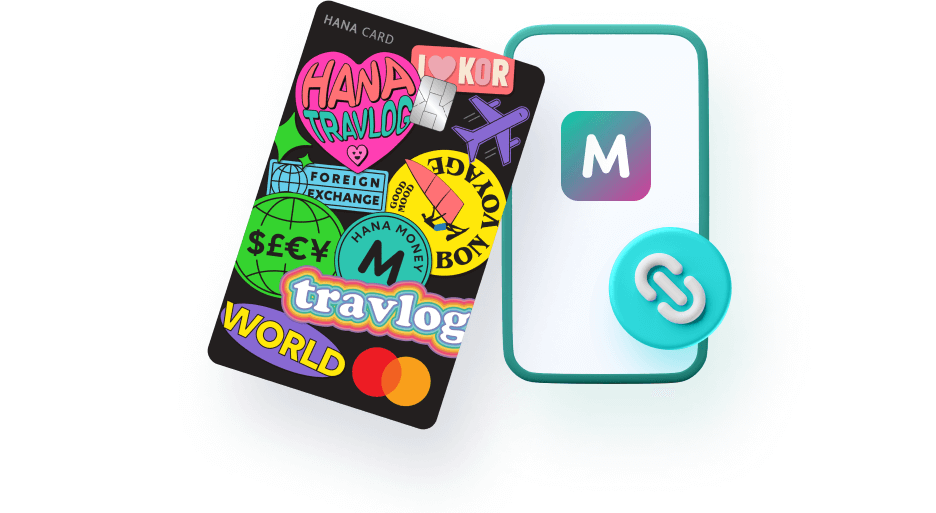 HANA CARD
HANA
TRAVLOG
I KOR
FOREIGN
EXCHANGE
GOOD
MOOD
BON VOYAGE
$£€¥
HANA MONEY
M
travlog
WORLD
M